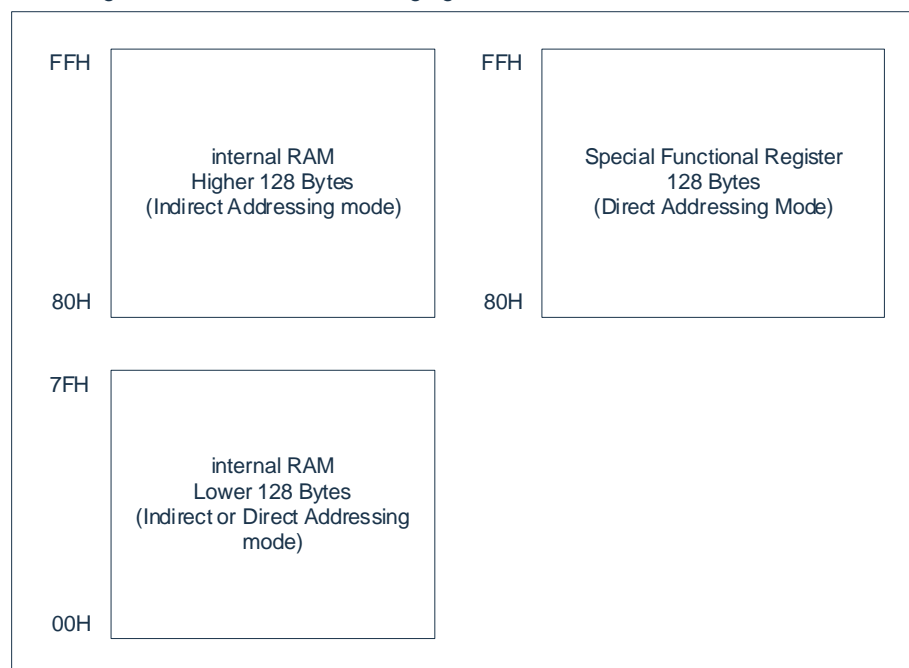 FFH
internal RAM
Higher 128 Bytes
(Indirect Addressing mode)
80H
FFH
Special Functional Register
128 Bytes
(Direct Addressing Mode)
80H
7FH
internal RAM
Lower 128 Bytes
(Indirect or Direct Addressing
mode)
00H